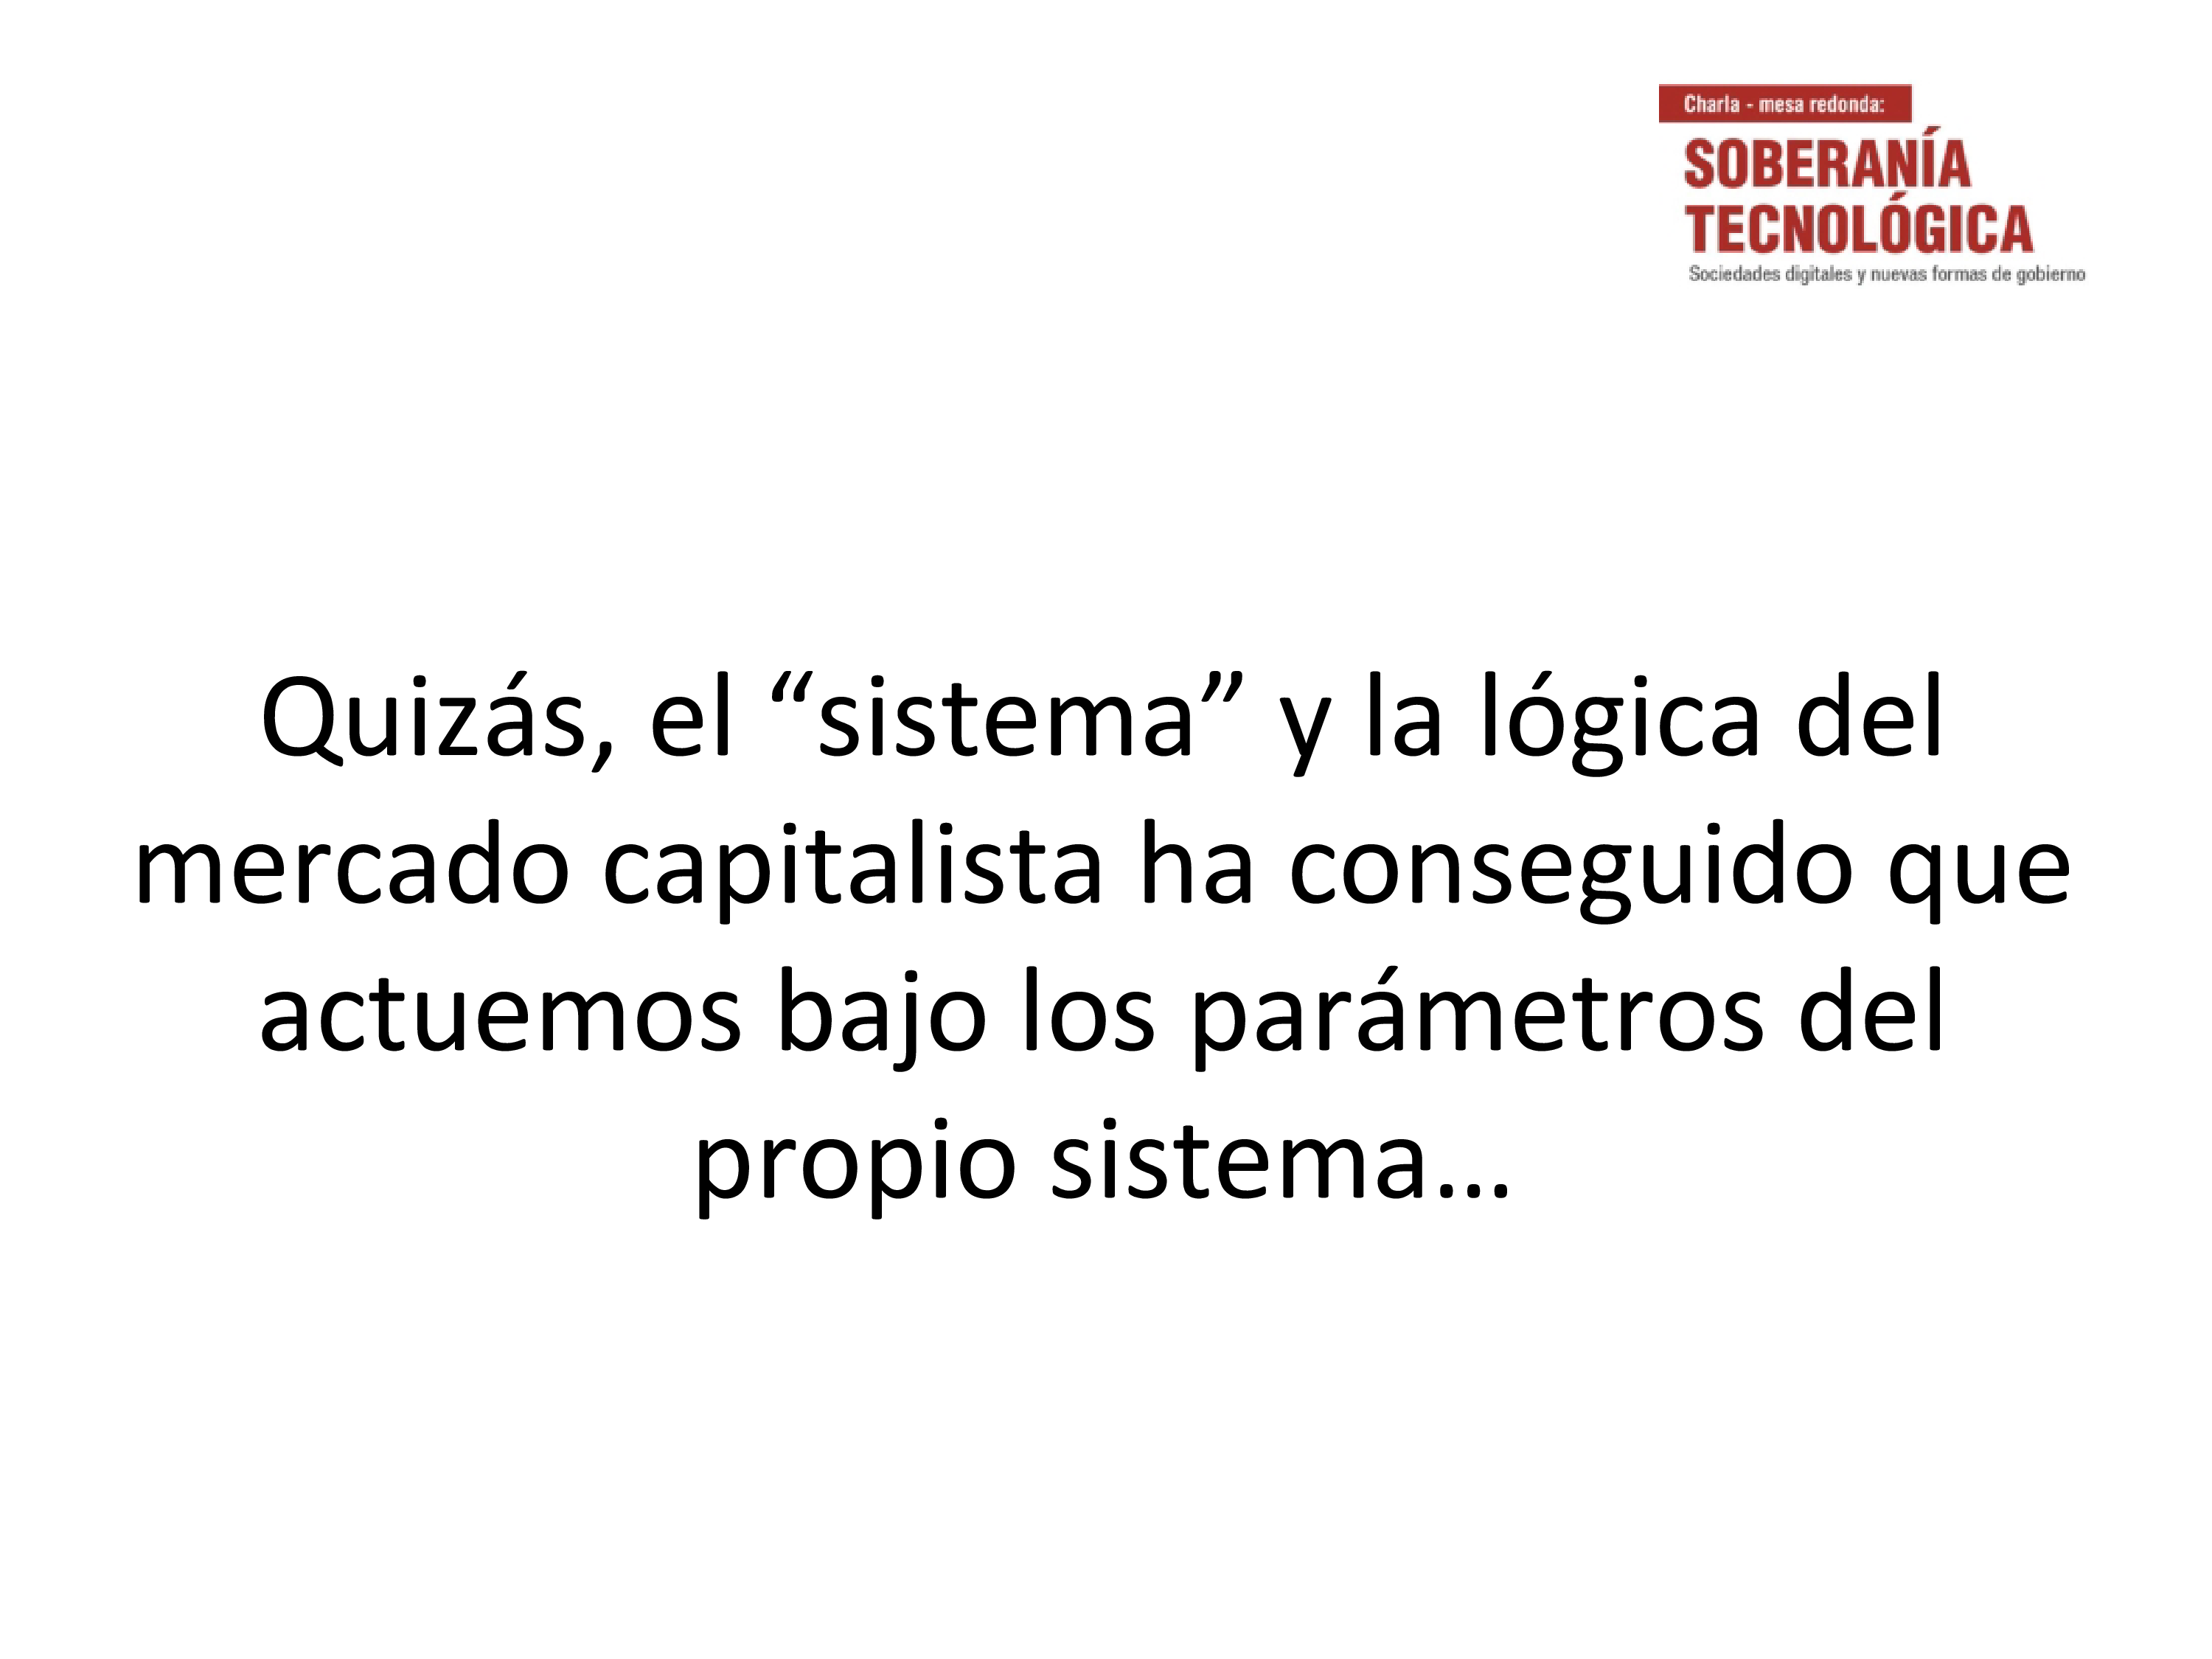 Charla - mesa redonda:
SOBERANÍA
TECNOLÓGICA
Sociedades digitales y nuevas formas de gobierno
Quizás, el “sistema” y la lógica del
mercado capitalista ha conseguido que
actuemos bajo los parámetros del
propio sistema…